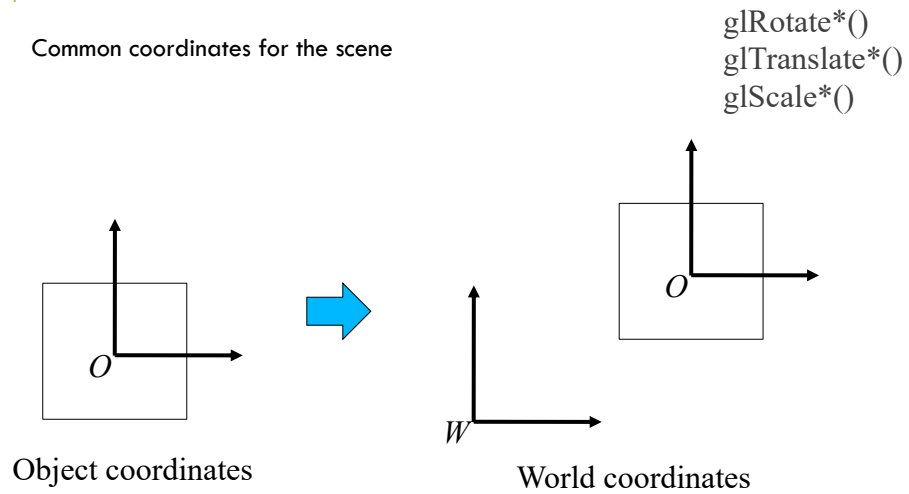 Common coordinates for the scene
glRotate*()
glTranslate*()
glScale*()
O
O
W
Object coordinates
World coordinates